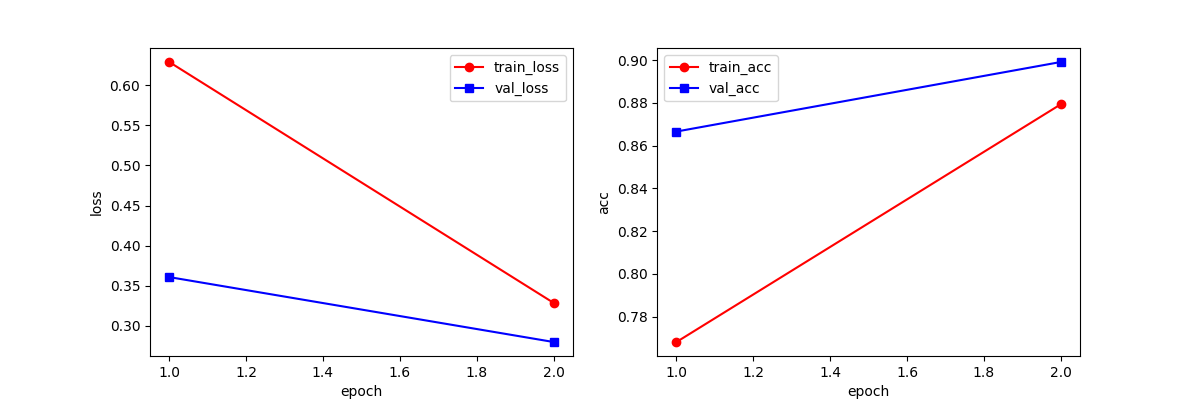 train_loss
val_loss
0.60
0.55
0.50
0.45
0.40
0.35
0.30
loss
1.0 1.2 1.4 1.6 1.8 2.0
epoch
train_acc
val_acc
0.90
0.88
0.86
0.84
0.82
0.80
0.78
acc
1.0 1.2 1.4 1.6 1.8 2.0
epoch